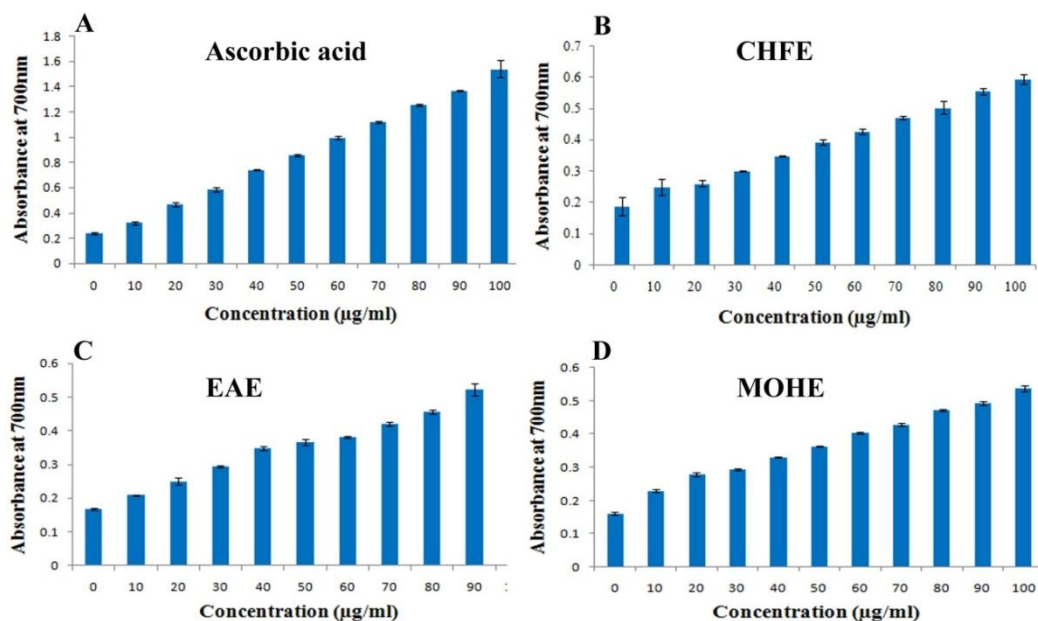 A
Ascorbic acid
Absorbance at 700nm
1.8
1.6
1.4
1.2
1
0.8
0.6
0.4
0.2
0
0 10 20 30 40 50 60 70 80 90 100
Concentration (µg/ml)
B
CHFE
Absorbance at 700nm
0.7
0.6
0.5
0.4
0.3
0.2
0.1
0
0 10 20 30 40 50 60 70 80 90 100
Concentration (µg/ml)
C
EAE
Absorbance at 700nm
0.6
0.5
0.4
0.3
0.2
0.1
0
0 10 20 30 40 50 60 70 80 90
Concentration (µg/ml)
D
MOHE
Absorbance at 700nm
0.6
0.5
0.4
0.3
0.2
0.1
0
0 10 20 30 40 50 60 70 80 90 100
Concentration (µg/ml)